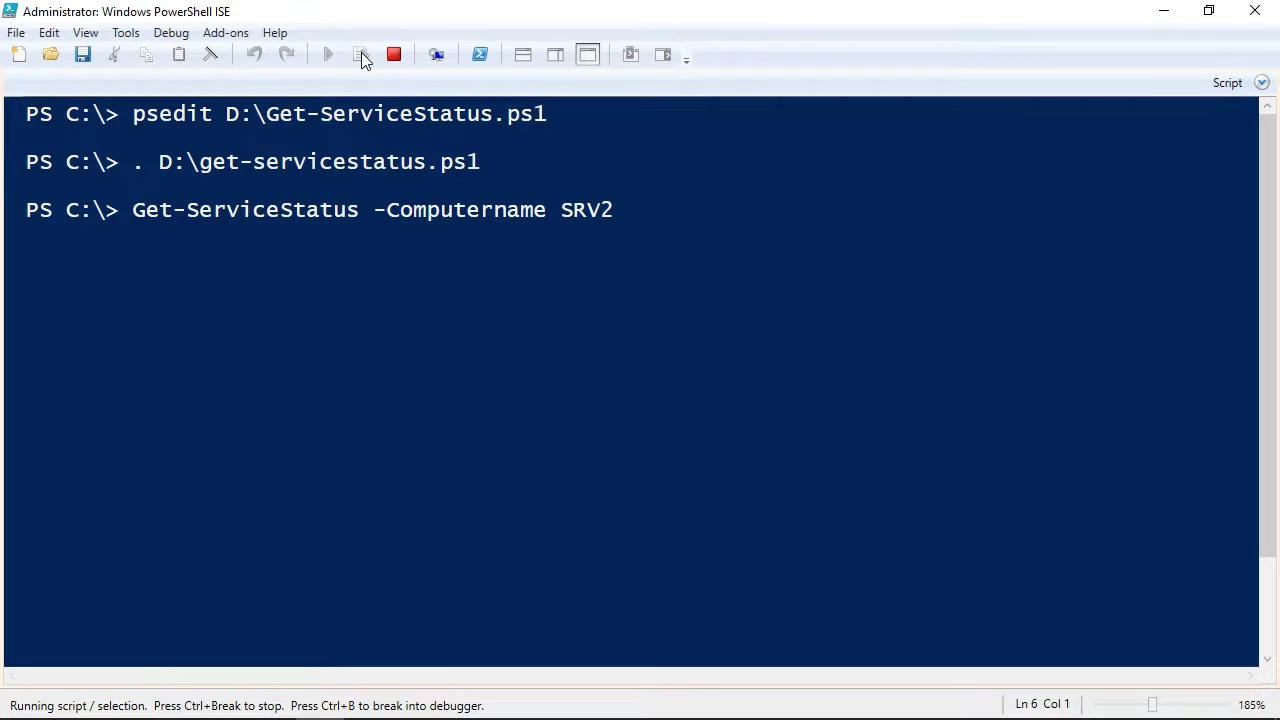 Administrator: Windows PowerShell ISE
File Edit View Tools Debug Add-ons Help
Script
PS C:\> psedit D:\Get-ServiceStatus.ps1
PS C:\> . D:\get-servicestatus.ps1
PS C:\> Get-ServiceStatus -Computername SRV2
Running script / selection. Press Ctrl+Break to stop. Press Ctrl+B to break into debugger.
Ln 6 Col 1
185%